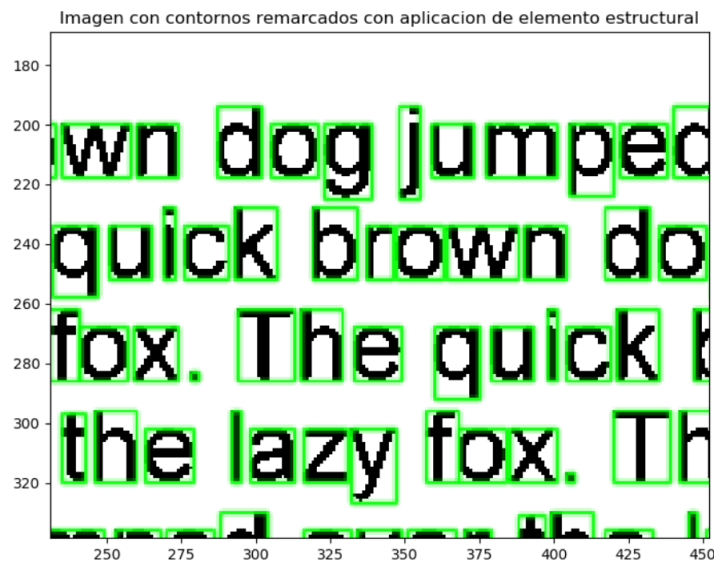 Imagen con contornos remarcados con aplicacion de elemento estructural
180
200 wn dog jumped
220
240 quick brown do
260
280 fox. The quick
300
the lazy fox. Th
320
250 275 300 325 350 375 400 425 450